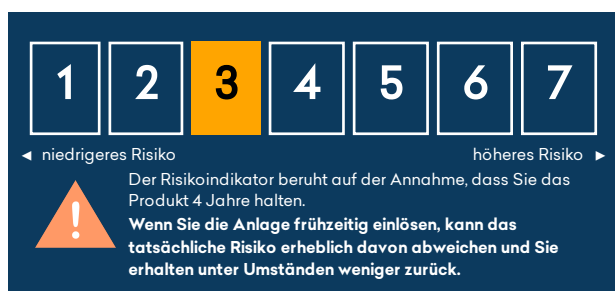 1 2 3 4 5 6 7
◄ niedrigeres Risiko höheres Risiko ►
Der Risikoindikator beruht auf der Annahme, dass Sie das
Produkt 4 Jahre halten.
Wenn Sie die Anlage frühzeitig einlösen, kann das
tatsächliche Risiko erheblich davon abweichen und Sie
erhalten unter Umständen weniger zurück.